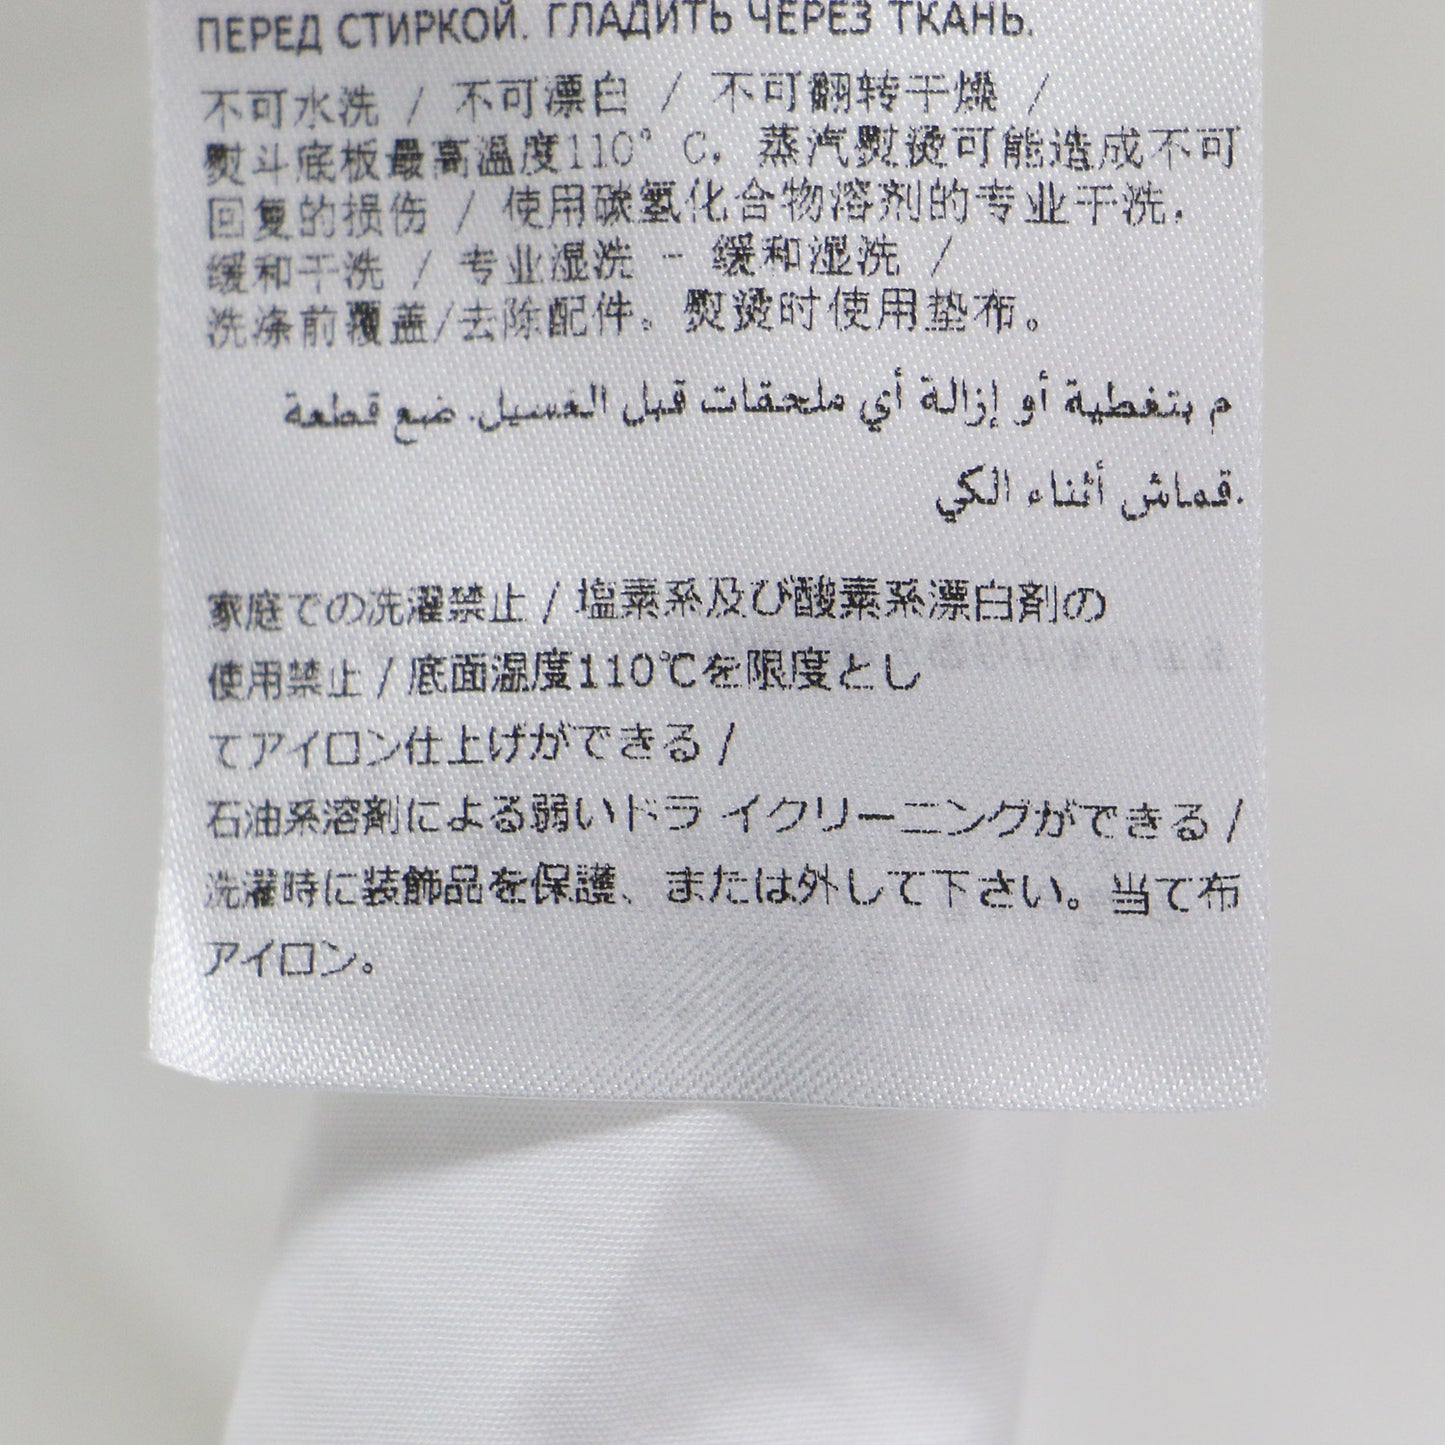 ПЕРЕД СТИРКОЙ. ГЛАДИТЬ ЧЕРЕЗ ТКАНЬ.
不可水洗 / 不可漂白 / 不可翻转干燥 /
熨斗底板最高温度110° C。蒸汽熨烫可能造成不可
回复的损伤 / 使用碳氢化合物溶剂的专业干洗，
缓和干洗 / 专业湿洗 - 缓和湿洗 /
洗涤前覆盖/去除配件。熨烫时使用垫布。
م بتغطية أو إزالة أي ملحقات قبل الغسيل. ضع قطعة
قماش أثناء الكي.
家庭での洗濯禁止 / 塩素系及び酸素系漂白剤の
使用禁止 / 底面温度110℃を限度とし
てアイロン仕上げができる /
石油系溶剤による弱いドラ イクリーニングができる /
洗濯時に装飾品を保護、または外して下さい。当て布
アイロン。